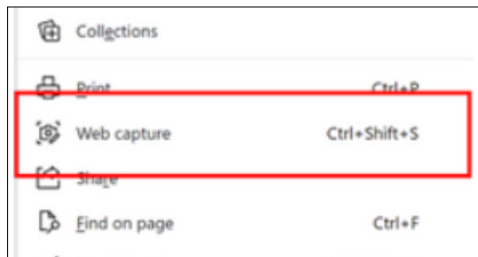 Collections
Print Ctrl+P
Web capture Ctrl+Shift+S
Share
Find on page Ctrl+F